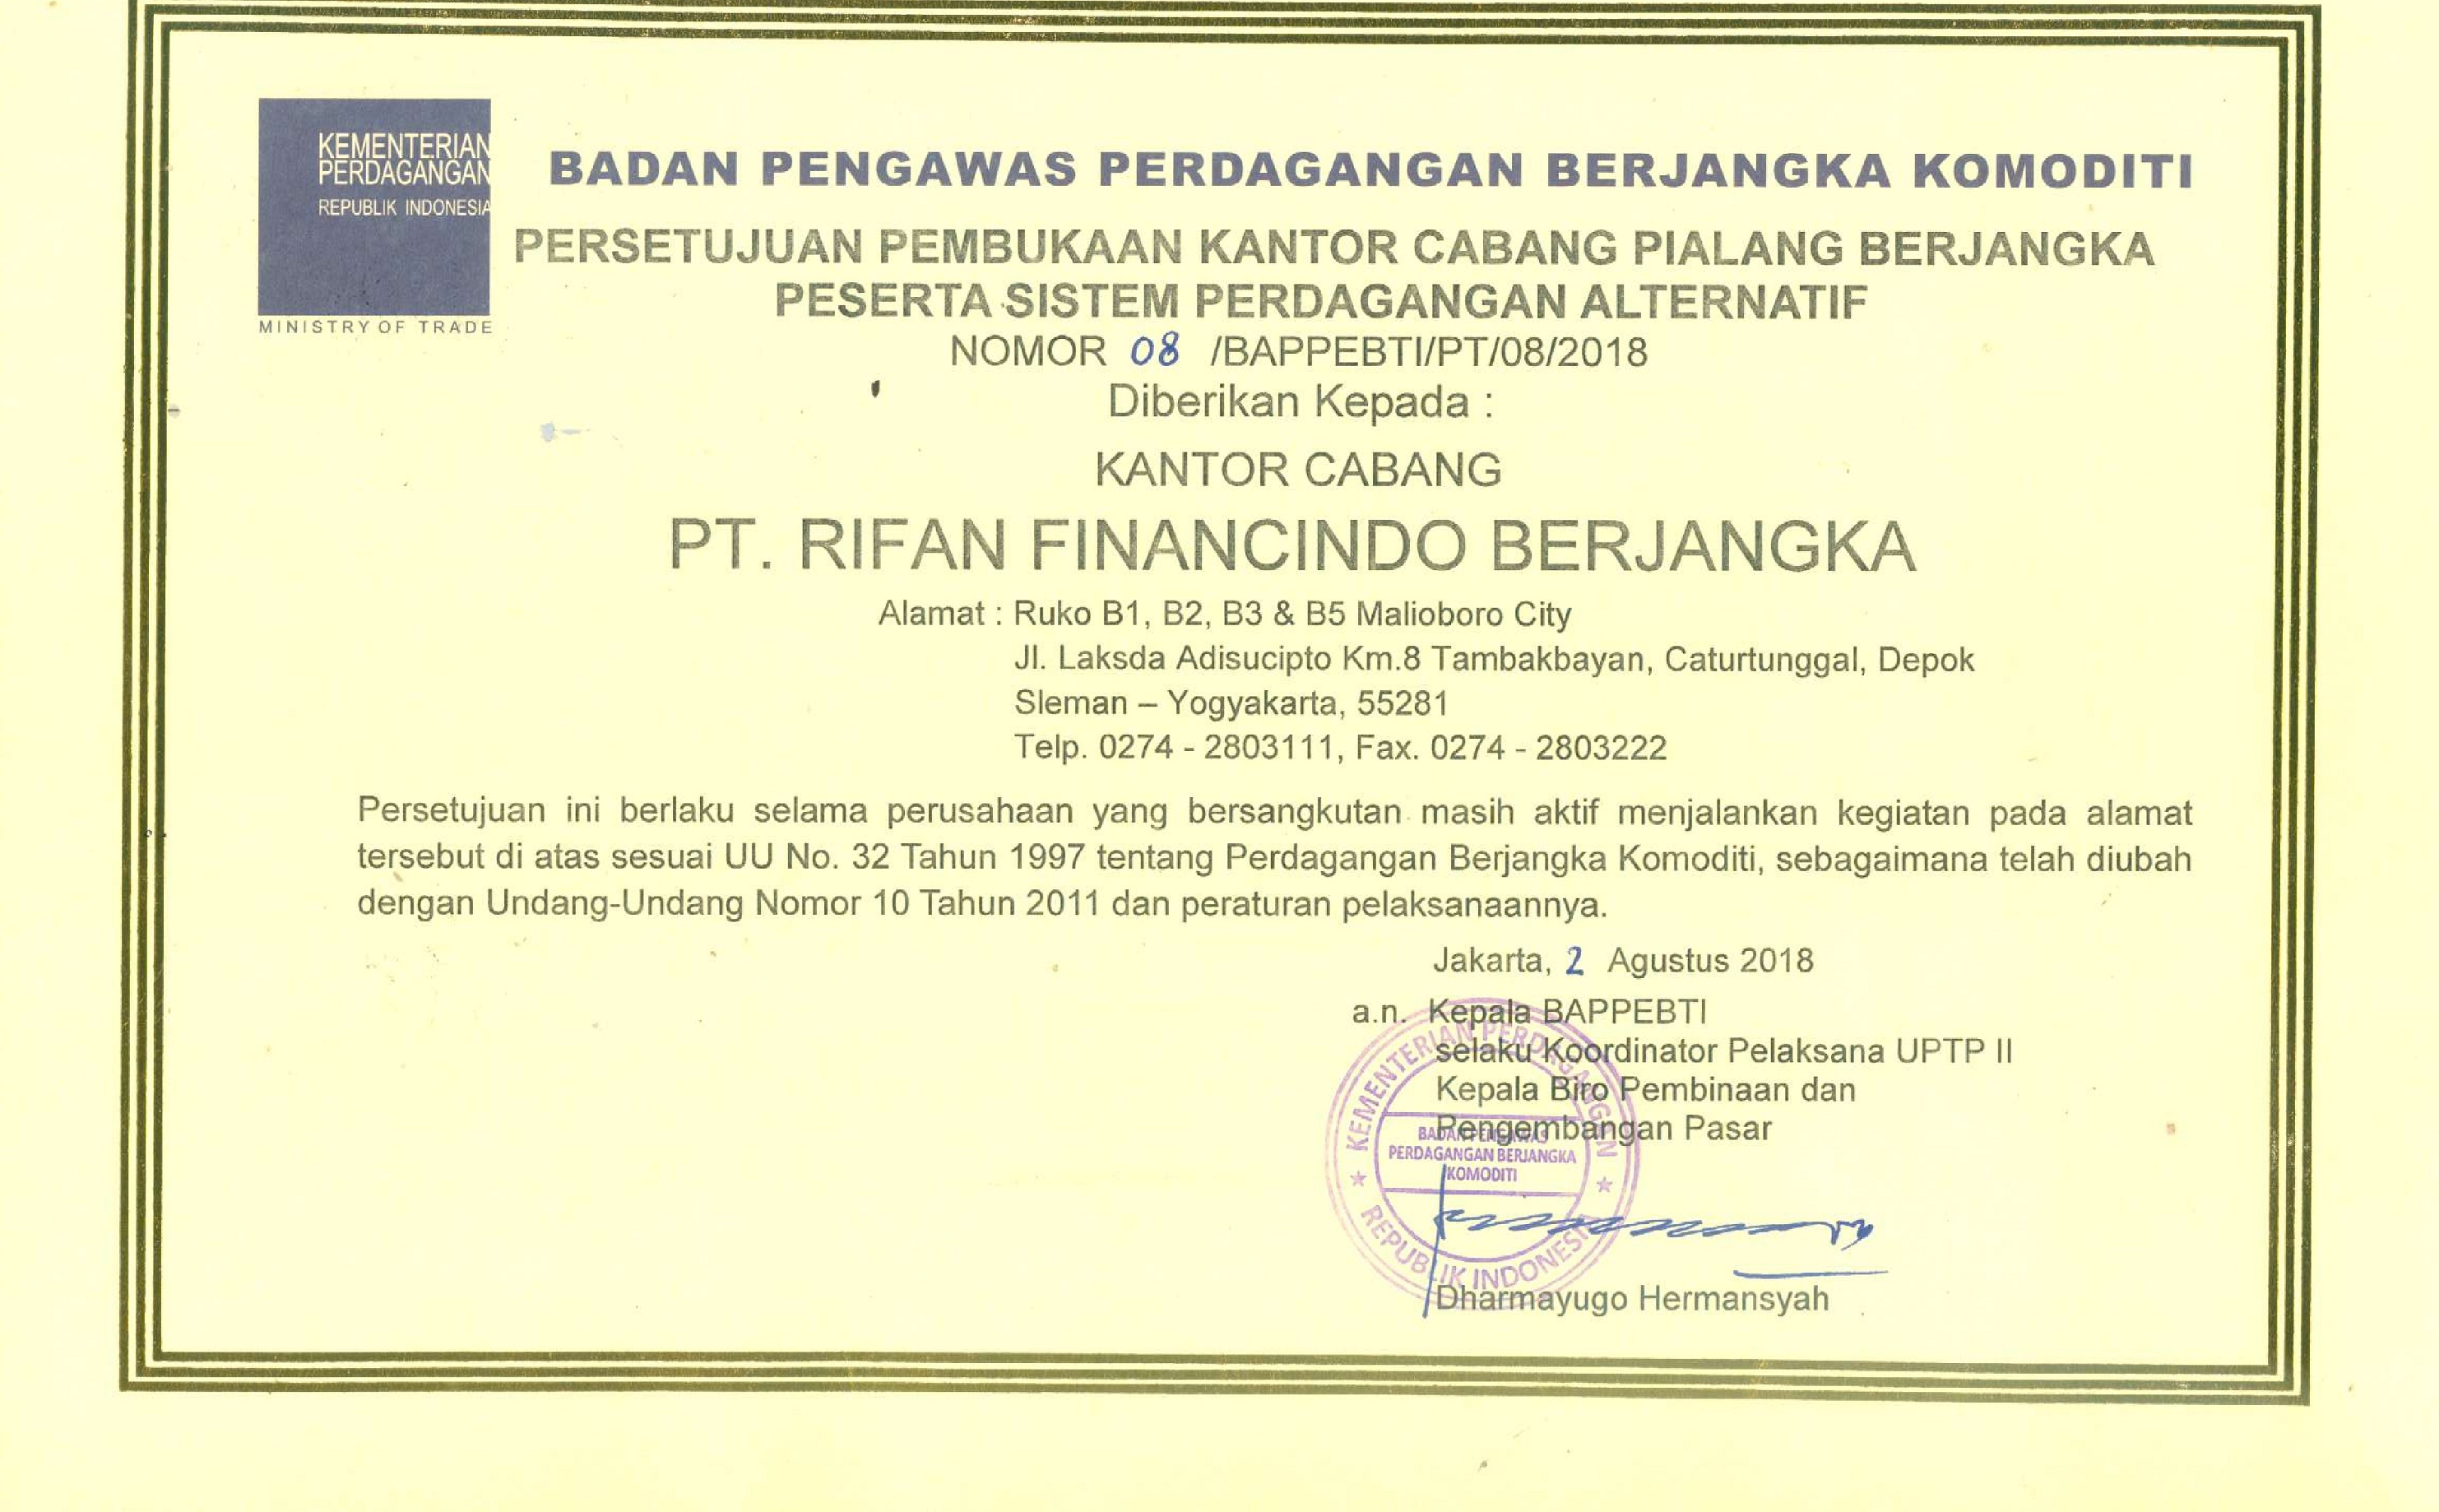 KEMENTERIAN
PERDAGANGAN
REPUBLIK INDONESIA
MINISTRY OF TRADE
BADAN PENGAWAS PERDAGANGAN BERJANGKA KOMODITI
PERSETUJUAN PEMBUKAAN KANTOR CABANG PIALANG BERJANGKA
PESERTA SISTEM PERDAGANGAN ALTERNATIF
NOMOR 08 /BAPPEBTI/PT/08/2018
Diberikan Kepada :
KANTOR CABANG
PT. RIFAN FINANCINDO BERJANGKA
Alamat : Ruko B1, B2, B3 & B5 Malioboro City
Jl. Laksda Adisucipto Km.8 Tambakbayan, Caturtunggal, Depok
Sleman – Yogyakarta, 55281
Telp. 0274 - 2803111, Fax. 0274 - 2803222
Persetujuan ini berlaku selama perusahaan yang bersangkutan masih aktif menjalankan kegiatan pada alamat
tersebut di atas sesuai UU No. 32 Tahun 1997 tentang Perdagangan Berjangka Komoditi, sebagaimana telah diubah
dengan Undang-Undang Nomor 10 Tahun 2011 dan peraturan pelaksanaannya.
Jakarta, 2 Agustus 2018
a.n. Kepala BAPPEBTI
selaku Koordinator Pelaksana UPTP II
Kepala Biro Pembinaan dan
Pengembangan Pasar
KEMENTERIAN PERDAGANGAN
BADAN PENGAWAS
PERDAGANGAN BERJANGKA
KOMODITI
REPUBLIK INDONESIA
Dharmayugo Hermansyah